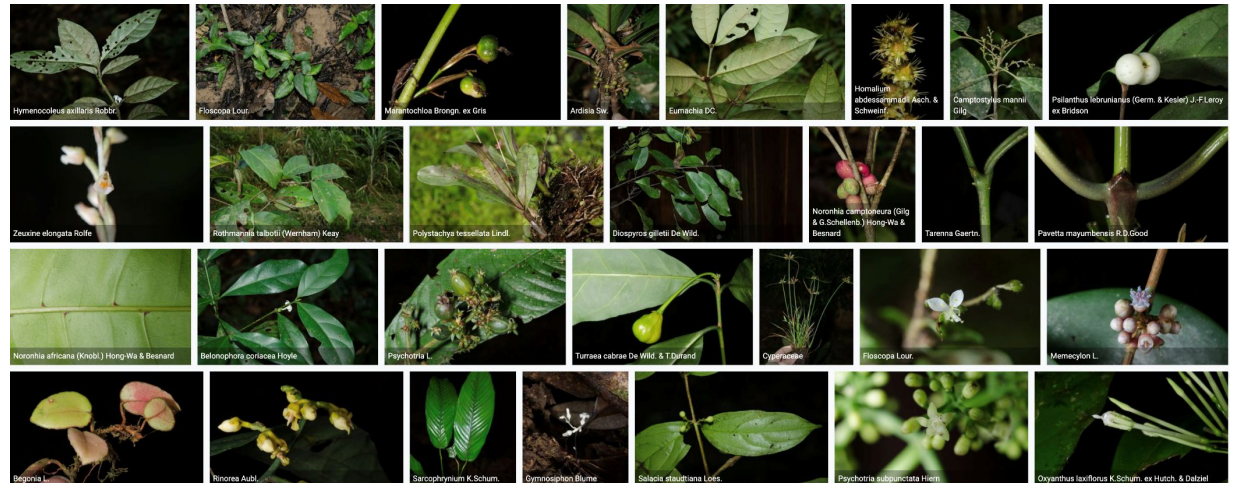 Hymenocoleus axillaris Robbr.
Floscopa Lour.
Marantochloa Brongn. ex Gris
Ardisia Sw.
Eumachia DC.
Homalium
abdessammadii Asch. &
Schweinf.
Camptostylus mannii
Gilg
Psilanthus lebrunianus (Germ. & Kesler) J.-F.Leroy
ex Bridson
Zeuxine elongata Rolfe
Rothmannia talbotii (Wernham) Keay
Polystachya tessellata Lindl.
Diospyros gilletii De Wild.
Noronhia camptoneura (Gilg
& G.Schellenb.) Hong-Wa &
Besnard
Tarenna Gaertn.
Pavetta mayumbensis R.D.Good
Noronhia africana (Knobl.) Hong-Wa & Besnard
Belonophora coriacea Hoyle
Psychotria L.
Turraea cabrae De Wild. & T.Durand
Cyperaceae
Floscopa Lour.
Memecylon L.
Begonia L.
Rinorea Aubl.
Sarcophrynium K.Schum.
Gymnosiphon Blume
Salacia staudtiana Loes.
Psychotria subpunctata Hiern
Oxyanthus laxiflorus K.Schum. ex Hutch. & Dalziel